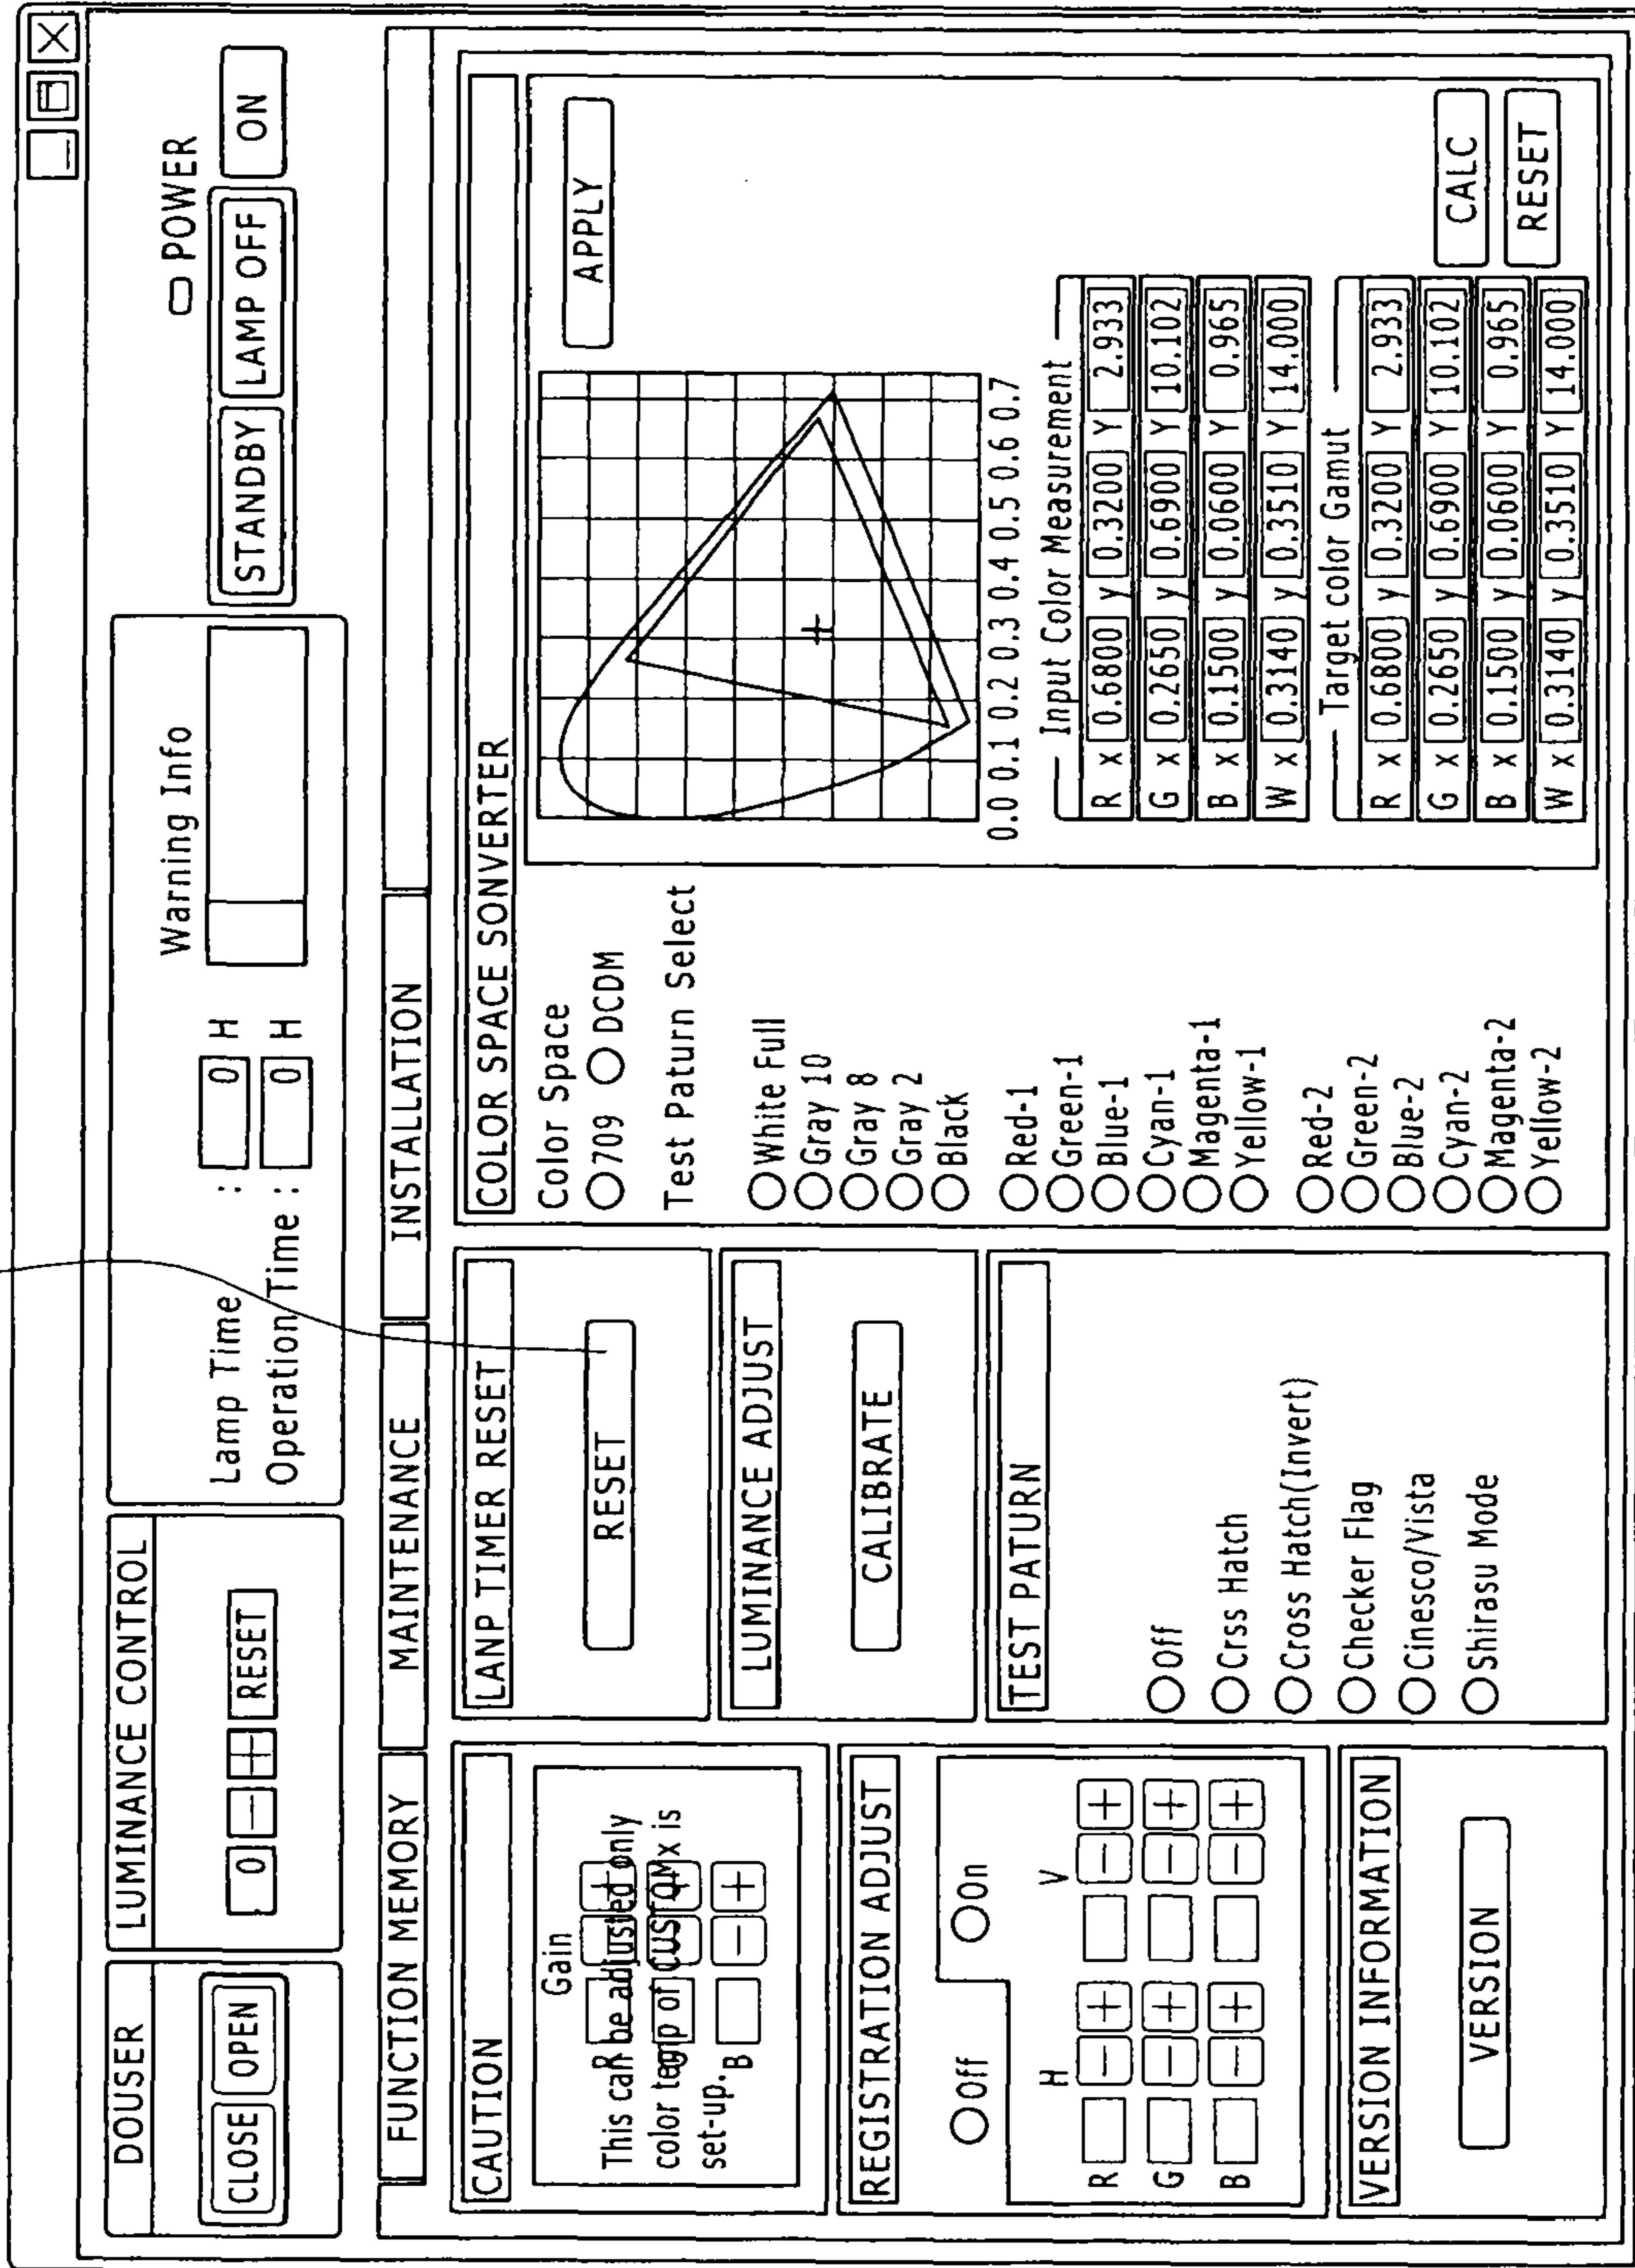 DOUSER
CLOSE OPEN
LUMINANCE CONTROL
0 − + RESET
Lamp Time : 0 H
Operation Time : 0 H
Warning Info
POWER
STANDBY LAMP OFF ON
FUNCTION MEMORY
MAINTENANCE
INSTALLATION
CAUTION
Gain
R − +
This can be adjusted only
color temp of CUSTOMx is
set-up.
B − +
REGISTRATION ADJUST
Off On
H V
R − + − +
G − + − +
B − + − +
VERSION INFORMATION
VERSION
LANP TIMER RESET
RESET
LUMINANCE ADJUST
CALIBRATE
TEST PATURN
Off
Crss Hatch
Cross Hatch(Invert)
Checker Flag
Cinesco/Vista
Shirasu Mode
COLOR SPACE SONVERTER
Color Space
709 DCDM
Test Paturn Select
White Full
Gray 10
Gray 8
Gray 2
Black
Red-1
Green-1
Blue-1
Cyan-1
Magenta-1
Yellow-1
Red-2
Green-2
Blue-2
Cyan-2
Magenta-2
Yellow-2
APPLY
0.0 0.1 0.2 0.3 0.4 0.5 0.6 0.7
Input Color Measurement
R x 0.6800 y 0.3200 Y 2.933
G x 0.2650 y 0.6900 Y 10.102
B x 0.1500 y 0.0600 Y 0.965
W x 0.3140 y 0.3510 Y 14.000
Target color Gamut
R x 0.6800 y 0.3200 Y 2.933
G x 0.2650 y 0.6900 Y 10.102
B x 0.1500 y 0.0600 Y 0.965
W x 0.3140 y 0.3510 Y 14.000
CALC
RESET